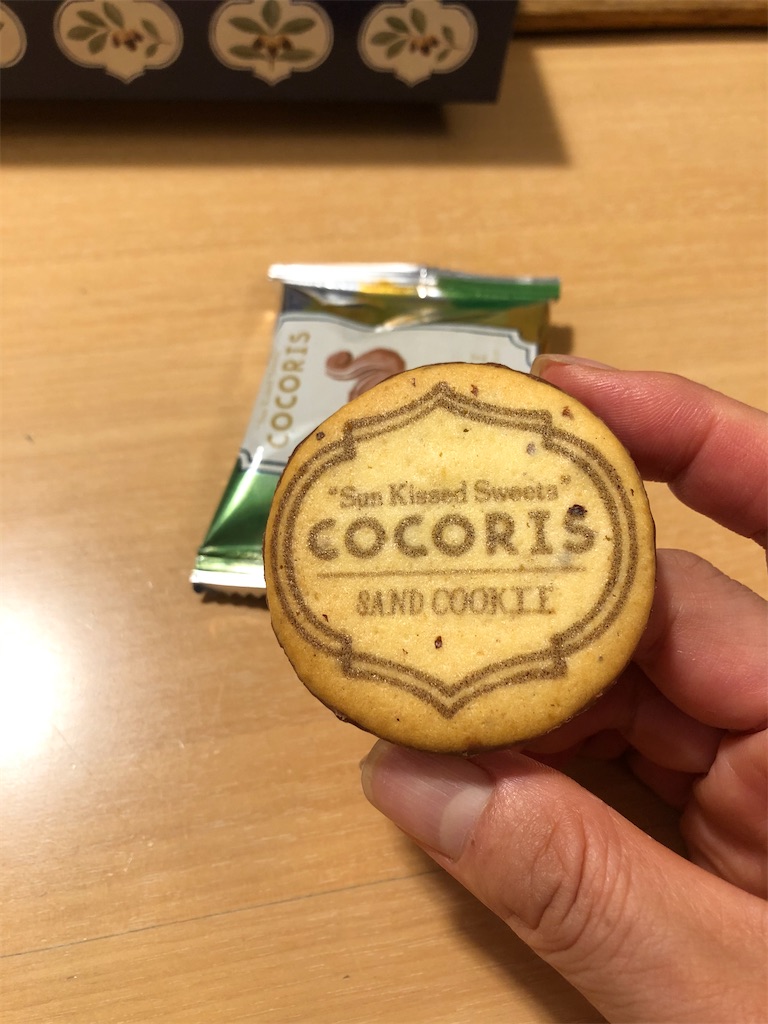 COCORIS
"Sun Kissed Sweets"
COCORIS
SAND COOKIE